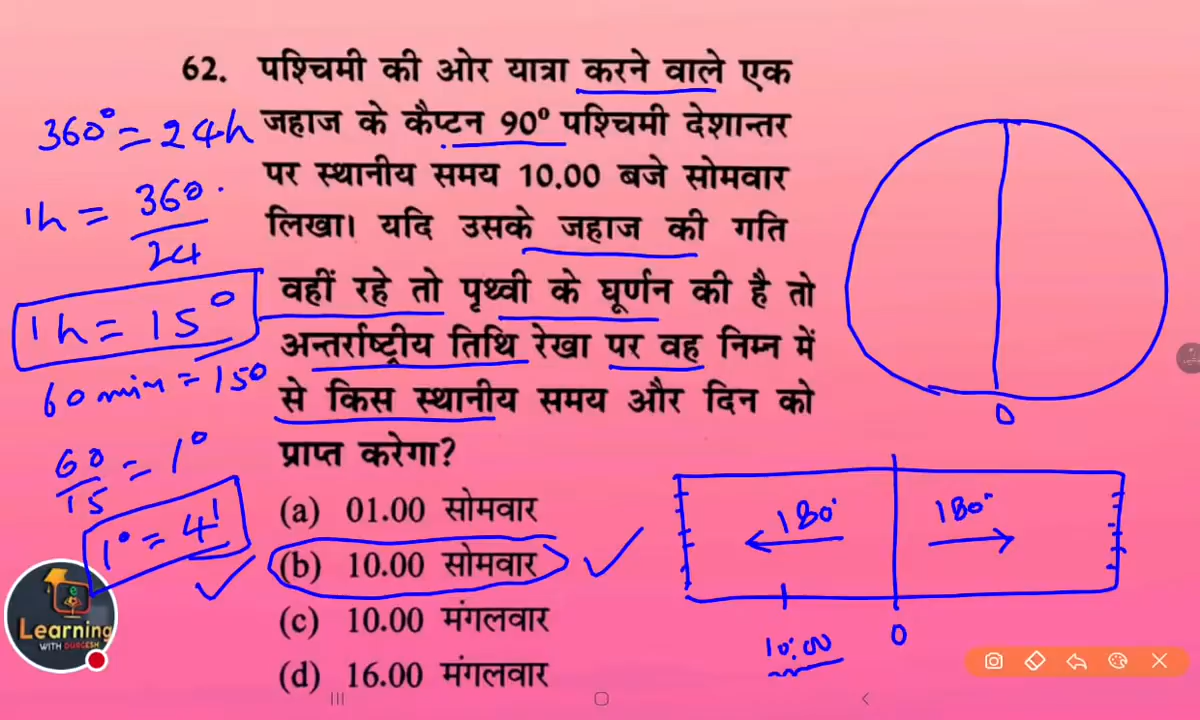 62. पश्चिमी की ओर यात्रा करने वाले एक
जहाज के कैप्टन 90° पश्चिमी देशान्तर
पर स्थानीय समय 10.00 बजे सोमवार
लिखा। यदि उसके जहाज की गति
वहीं रहे तो पृथ्वी के घूर्णन की है तो
अन्तर्राष्ट्रीय तिथि रेखा पर वह निम्न में
से किस स्थानीय समय और दिन को
प्राप्त करेगा?
(a) 01.00 सोमवार
(b) 10.00 सोमवार
(c) 10.00 मंगलवार
(d) 16.00 मंगलवार
360° = 24h
1h = 360/24
1h = 15°
60 min = 150
60/15 = 1°
1° = 4'
0
180°
180°
10:00
0
e
Learning
WITH DURGESH